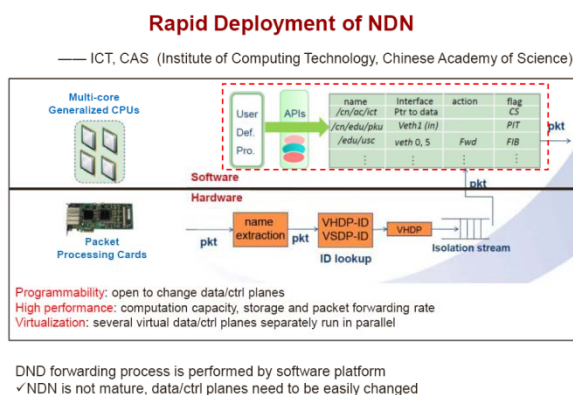 Rapid Deployment of NDN
—— ICT, CAS (Institute of Computing Technology, Chinese Academy of Science)
Multi-core
Generalized CPUs
User
Def.
Pro.
APIs
name Interface action flag
/cn/ac/ict Ptr to data CS
/cn/edu/pku Veth1 (in) PIT
/edu/usc veth 0, 5 Fwd FIB
⋮ ⋮ ⋮ ⋮
pkt
Software
Hardware
pkt
Packet
Processing Cards
pkt
name
extraction
pkt
VHDP-ID
VSDP-ID
ID lookup
VHDP
Isolation stream
Programmability: open to change data/ctrl planes
High performance: computation capacity, storage and packet forwarding rate
Virtualization: several virtual data/ctrl planes separately run in parallel
DND forwarding process is performed by software platform
✓NDN is not mature, data/ctrl planes need to be easily changed